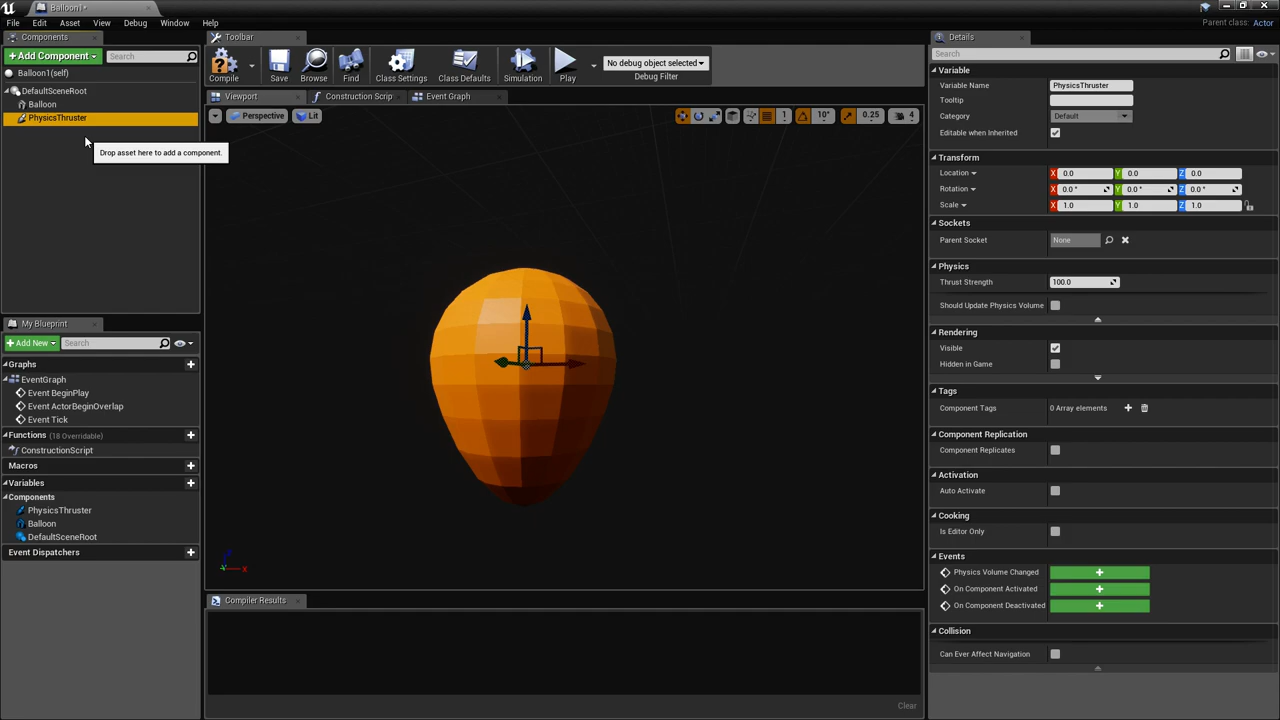 Balloon1*
File Edit Asset View Debug Window Help
Parent class: Actor
Components
Add Component
Search
Balloon1(self)
DefaultSceneRoot
Balloon
PhysicsThruster
Drop asset here to add a component.
My Blueprint
Add New
Search
Graphs
EventGraph
Event BeginPlay
Event ActorBeginOverlap
Event Tick
Functions (18 Overridable)
ConstructionScript
Macros
Variables
Components
PhysicsThruster
Balloon
DefaultSceneRoot
Event Dispatchers
Toolbar
Compile
Save
Browse
Find
Class Settings
Class Defaults
Simulation
Play
No debug object selected
Debug Filter
Viewport
Construction Scrip
Event Graph
Perspective
Lit
1
10°
0.25
4
X
Compiler Results
Clear
Details
Search
Variable
Variable Name PhysicsThruster
Tooltip
Category Default
Editable when Inherited
Transform
Location X 0.0 Y 0.0 Z 0.0
Rotation X 0.0 ° Y 0.0 ° Z 0.0 °
Scale X 1.0 Y 1.0 Z 1.0
Sockets
Parent Socket None
Physics
Thrust Strength 100.0
Should Update Physics Volume
Rendering
Visible
Hidden in Game
Tags
Component Tags 0 Array elements
Component Replication
Component Replicates
Activation
Auto Activate
Cooking
Is Editor Only
Events
Physics Volume Changed
On Component Activated
On Component Deactivated
Collision
Can Ever Affect Navigation